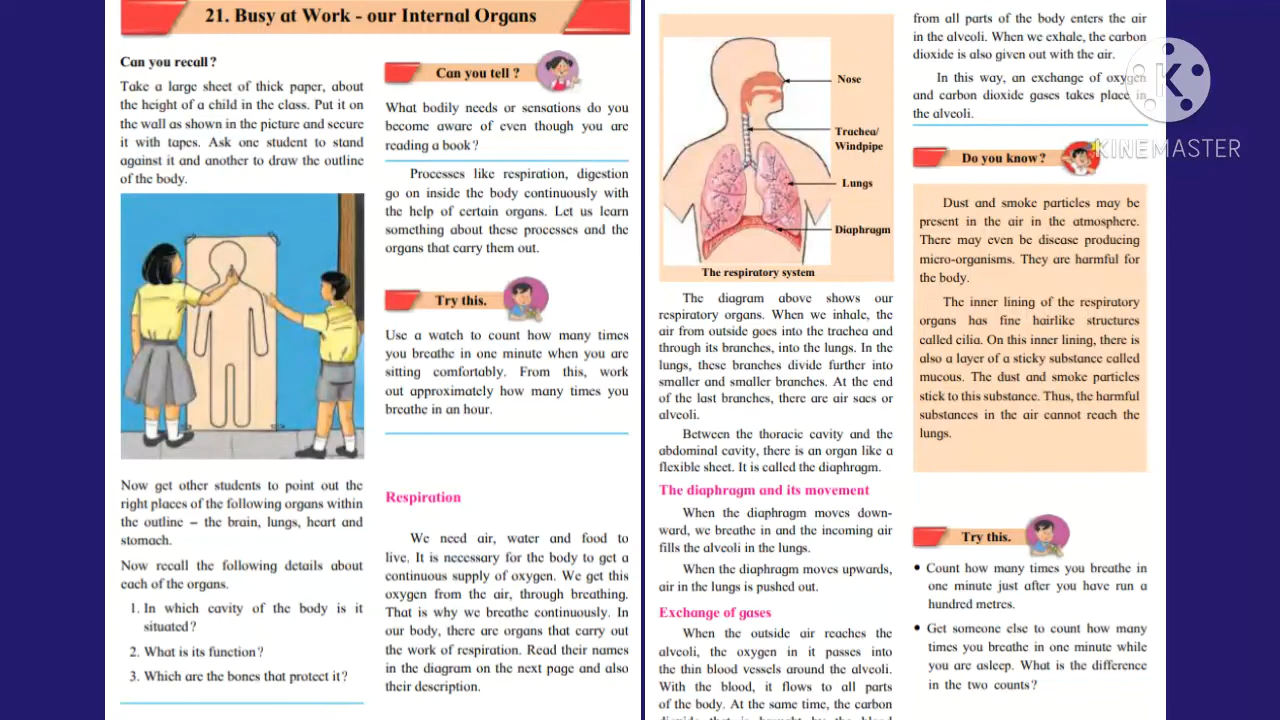 21. Busy at Work - our Internal Organs
Can you recall?
Take a large sheet of thick paper, about
the height of a child in the class. Put it on
the wall as shown in the picture and secure
it with tapes. Ask one student to stand
against it and another to draw the outline
of the body.
Now get other students to point out the
right places of the following organs within
the outline – the brain, lungs, heart and
stomach.
Now recall the following details about
each of the organs.
1. In which cavity of the body is it
situated?
2. What is its function?
3. Which are the bones that protect it?
Can you tell ?
What bodily needs or sensations do you
become aware of even though you are
reading a book?
Processes like respiration, digestion
go on inside the body continuously with
the help of certain organs. Let us learn
something about these processes and the
organs that carry them out.
Try this.
Use a watch to count how many times
you breathe in one minute when you are
sitting comfortably. From this, work
out approximately how many times you
breathe in an hour.
Respiration
We need air, water and food to
live. It is necessary for the body to get a
continuous supply of oxygen. We get this
oxygen from the air, through breathing.
That is why we breathe continuously. In
our body, there are organs that carry out
the work of respiration. Read their names
in the diagram on the next page and also
their description.
Nose
Trachea/
Windpipe
Lungs
Diaphragm
The respiratory system
The diagram above shows our
respiratory organs. When we inhale, the
air from outside goes into the trachea and
through its branches, into the lungs. In the
lungs, these branches divide further into
smaller and smaller branches. At the end
of the last branches, there are air sacs or
alveoli.
Between the thoracic cavity and the
abdominal cavity, there is an organ like a
flexible sheet. It is called the diaphragm.
The diaphragm and its movement
When the diaphragm moves down-
ward, we breathe in and the incoming air
fills the alveoli in the lungs.
When the diaphragm moves upwards,
air in the lungs is pushed out.
Exchange of gases
When the outside air reaches the
alveoli, the oxygen in it passes into
the thin blood vessels around the alveoli.
With the blood, it flows to all parts
of the body. At the same time, the carbon
dioxide that is brought by the blood
from all parts of the body enters the air
in the alveoli. When we exhale, the carbon
dioxide is also given out with the air.
In this way, an exchange of oxygen
and carbon dioxide gases takes place in
the alveoli.
K
KINEMASTER
Do you know?
Dust and smoke particles may be
present in the air in the atmosphere.
There may even be disease producing
micro-organisms. They are harmful for
the body.
The inner lining of the respiratory
organs has fine hairlike structures
called cilia. On this inner lining, there is
also a layer of a sticky substance called
mucous. The dust and smoke particles
stick to this substance. Thus, the harmful
substances in the air cannot reach the
lungs.
Try this.
• Count how many times you breathe in
one minute just after you have run a
hundred metres.
• Get someone else to count how many
times you breathe in one minute while
you are asleep. What is the difference
in the two counts?